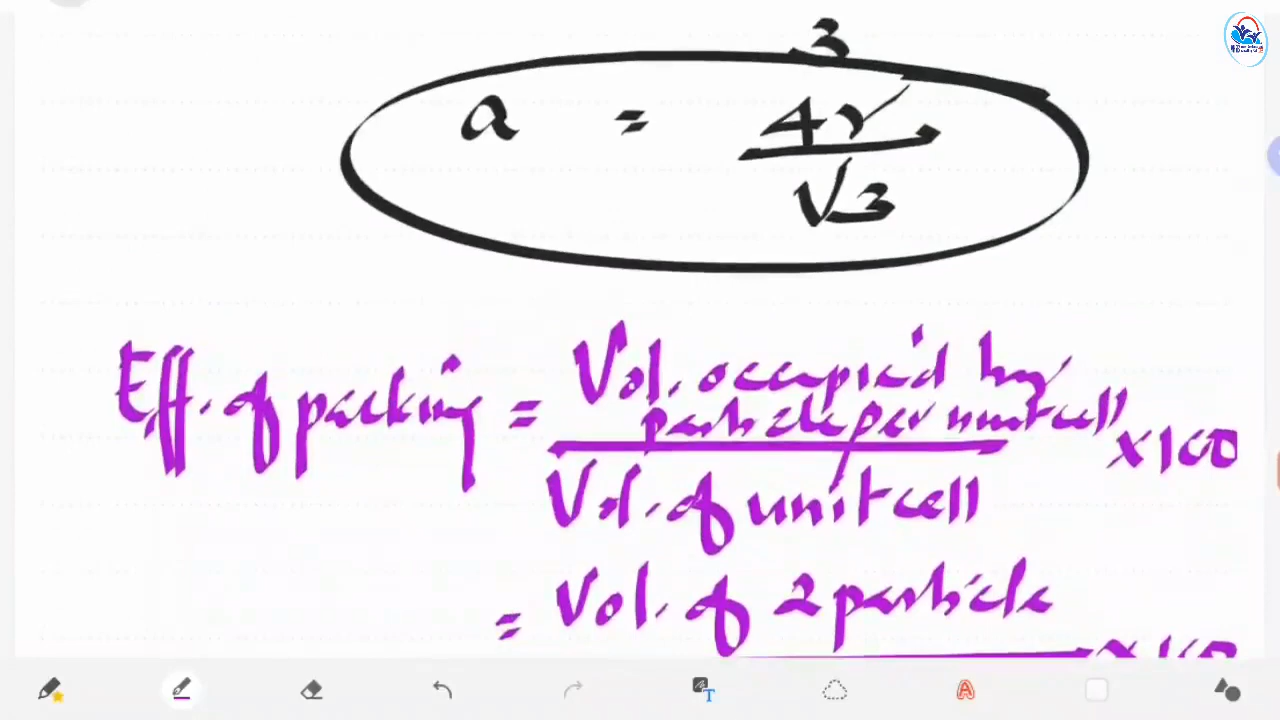 3
a = 4r
√3
Eff. of packing = Vol. occupied by
particle per unit cell × 100
Vol. of unit cell
= Vol. of 2 particle
× 100